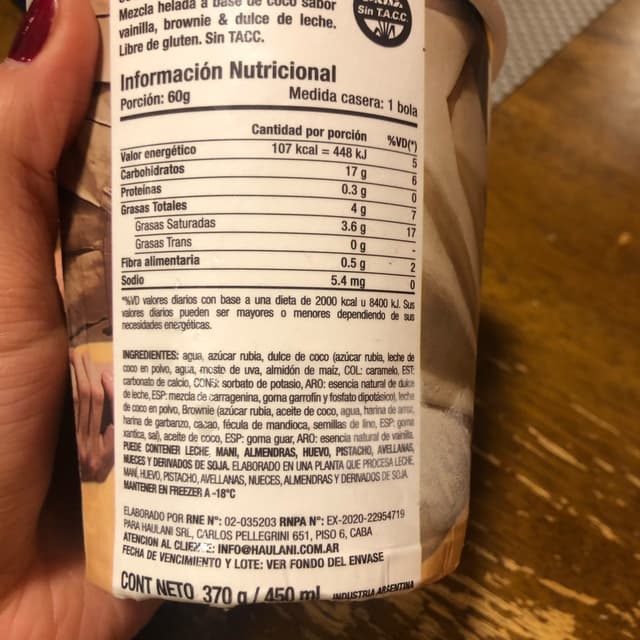 Mezcla helada a base de coco sabor
vainilla, brownie & dulce de leche.
Libre de gluten. Sin TACC.
Sin T.A.C.C.
Información Nutricional
Porción: 60g Medida casera: 1 bola
Cantidad por porción %VD(*)
Valor energético 107 kcal = 448 kJ 5
Carbohidratos 17 g 6
Proteínas 0.3 g 0
Grasas Totales 4 g 7
Grasas Saturadas 3.6 g 17
Grasas Trans 0 g -
Fibra alimentaria 0.5 g 2
Sodio 5.4 mg 0
*%VD valores diarios con base a una dieta de 2000 kcal u 8400 kJ. Sus
valores diarios pueden ser mayores o menores dependiendo de sus
necesidades energéticas.
INGREDIENTES: agua, azúcar rubia, dulce de coco (azúcar rubia, leche de
coco en polvo, agua, moste de uva, almidón de maíz, COL: caramelo, EST:
carbonato de calcio, CONS: sorbato de potasio, ARO: esencia natural de dulce
de leche, ESP: mezcla de carragenina, goma garrofín y fosfato dipotásico), leche
de coco en polvo, Brownie (azúcar rubia, aceite de coco, agua, harina de arroz,
harina de garbanzo, cacao, fécula de mandioca, semillas de lino, ESP: goma
xantica, sal), aceite de coco, ESP: goma guar, ARO: esencia natural de vainilla.
PUEDE CONTENER LECHE, MANI, ALMENDRAS, HUEVO, PISTACHO, AVELLANAS,
NUECES Y DERIVADOS DE SOJA. ELABORADO EN UNA PLANTA QUE PROCESA LECHE,
MANÍ, HUEVO, PISTACHO, AVELLANAS, NUECES, ALMENDRAS Y DERIVADOS DE SOJA.
MANTENER EN FREEZER A -18°C
ELABORADO POR RNE N°: 02-035203 RNPA N°: EX-2020-22954719
PARA HAULANI SRL, CARLOS PELLEGRINI 651, PISO 6, CABA
ATENCION AL CLIENTE: INFO@HAULANI.COM.AR
FECHA DE VENCIMIENTO Y LOTE: VER FONDO DEL ENVASE
CONT NETO 370 g / 450 ml INDUSTRIA ARGENTINA